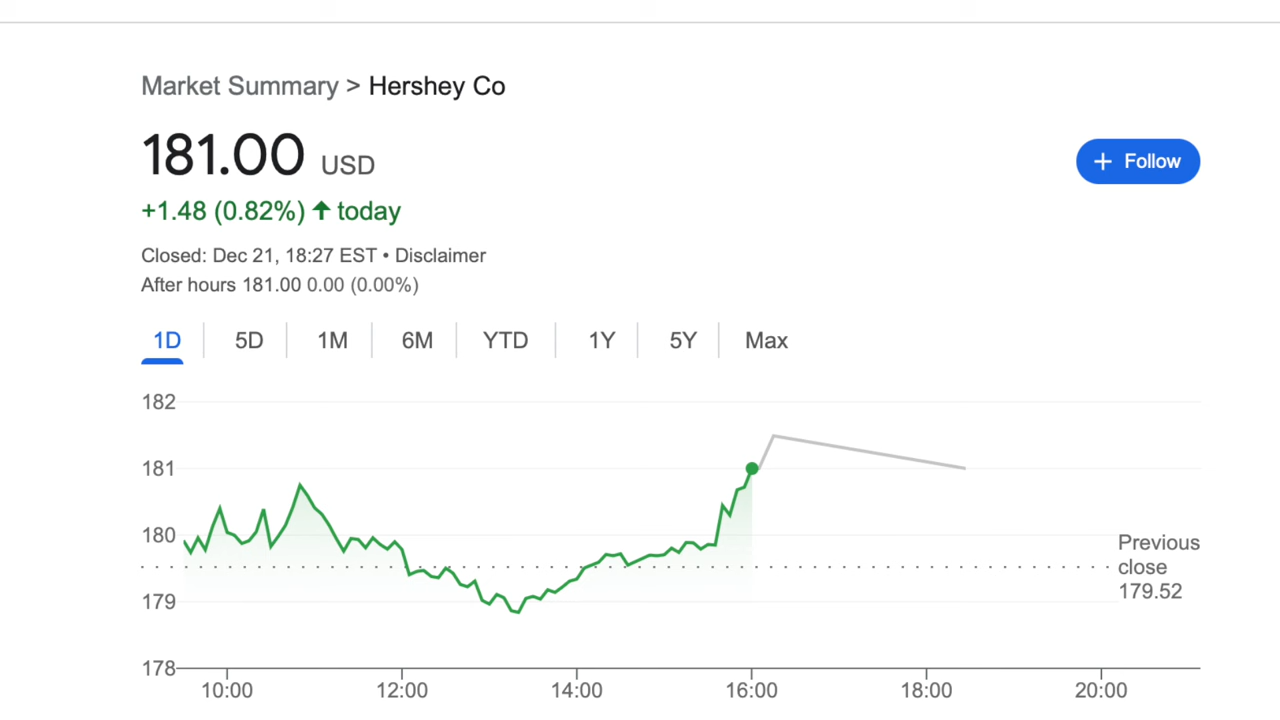 Market Summary > Hershey Co
181.00 USD
+ Follow
+1.48 (0.82%) ↑ today
Closed: Dec 21, 18:27 EST • Disclaimer
After hours 181.00 0.00 (0.00%)
1D 5D 1M 6M YTD 1Y 5Y Max
182
181
180
179
178
Previous
close
179.52
10:00 12:00 14:00 16:00 18:00 20:00